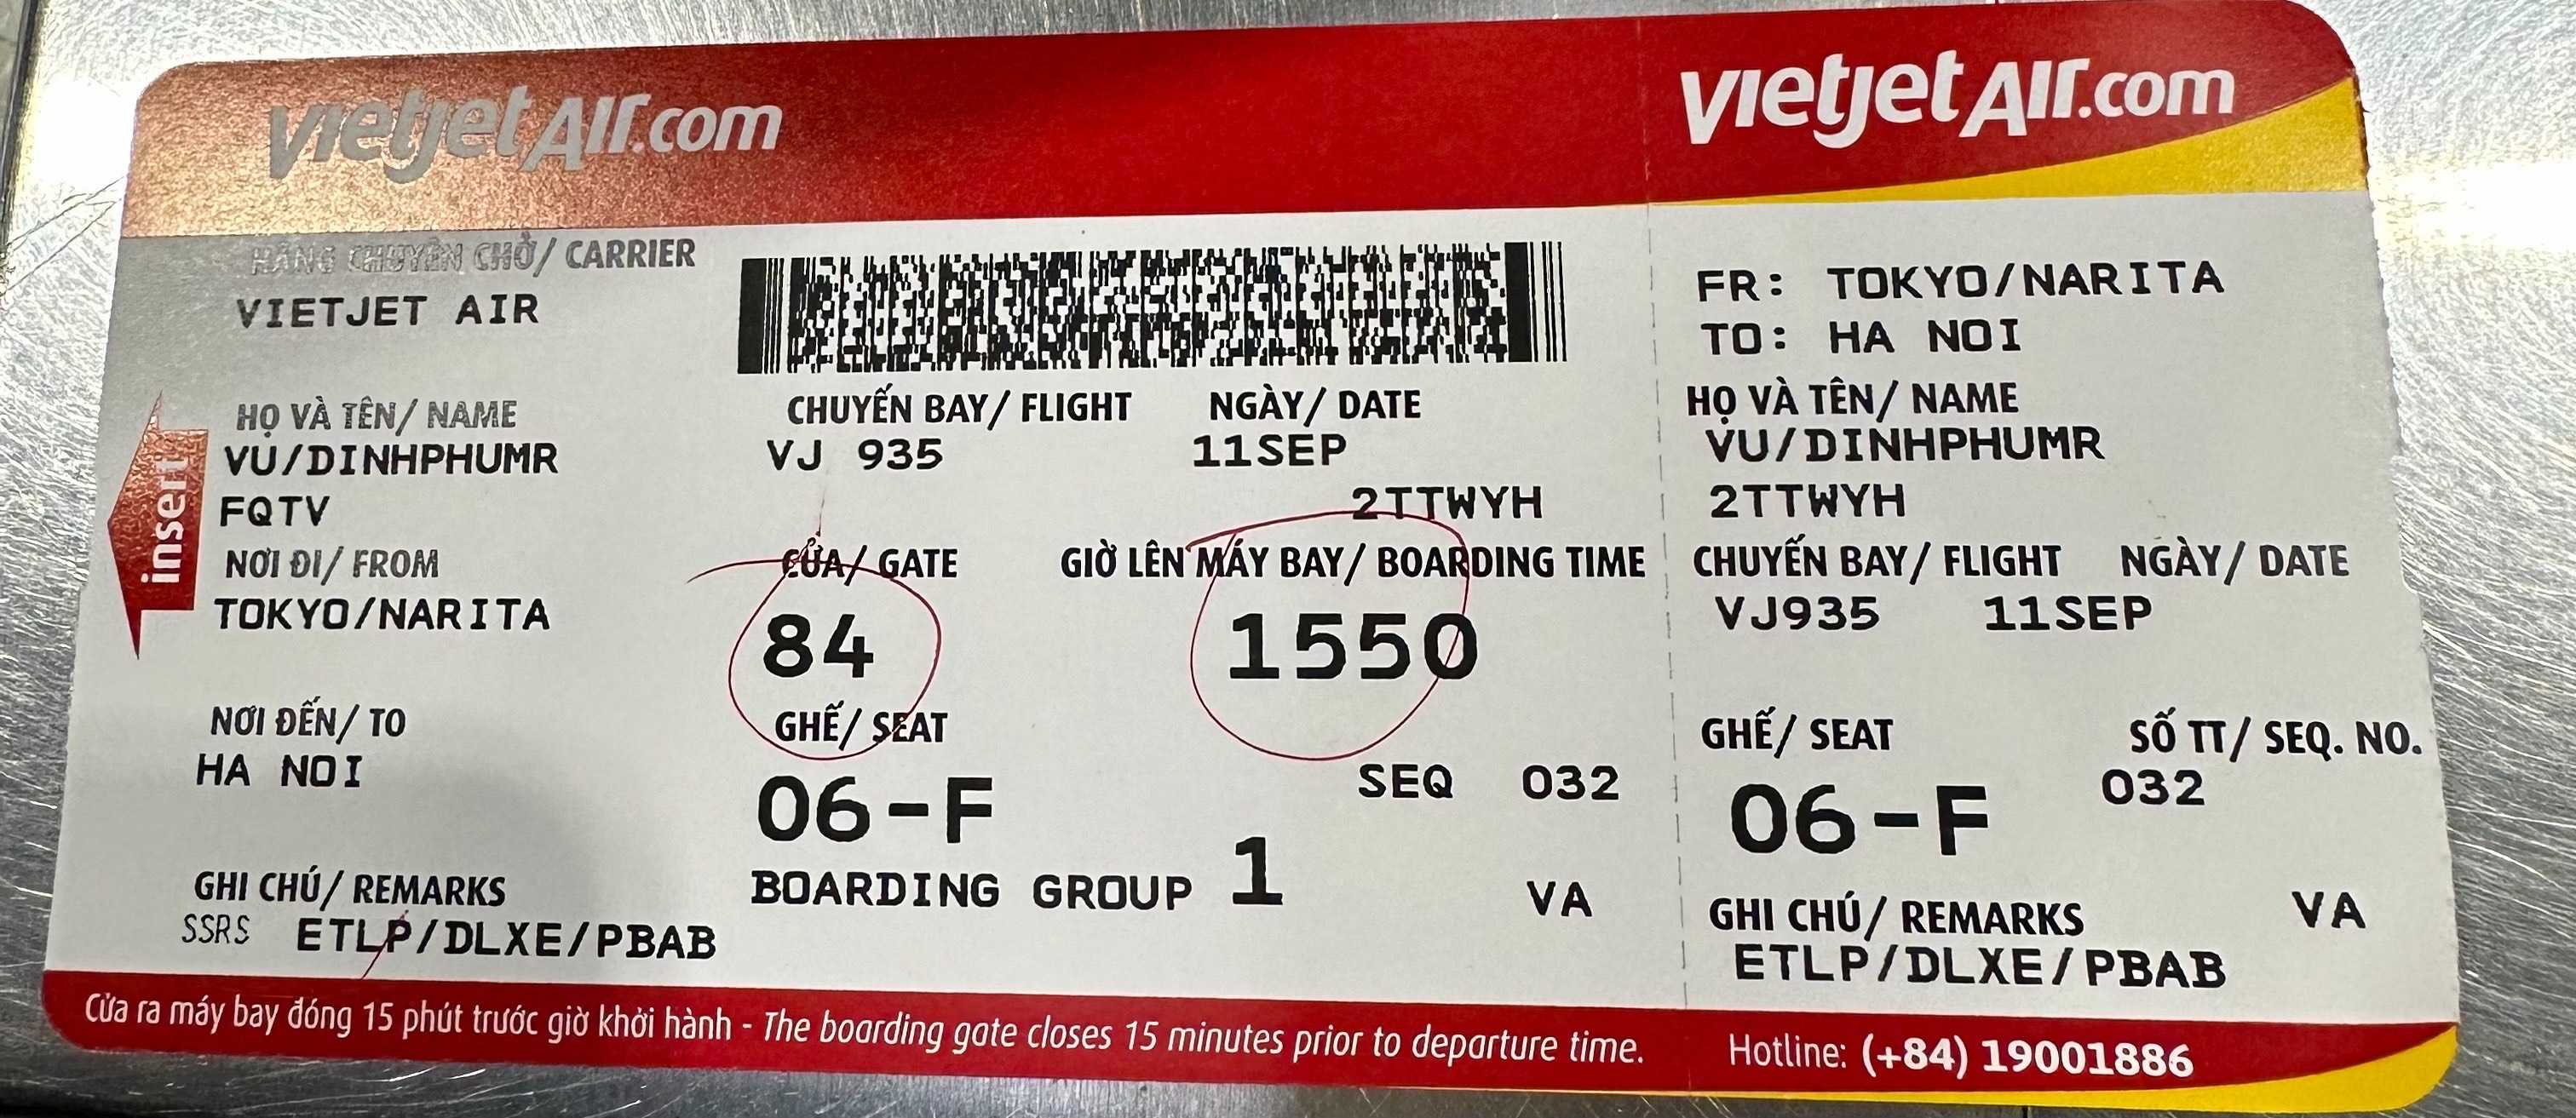 vietjetAir.com
HÃNG CHUYÊN CHỞ/ CARRIER
VIETJET AIR
HỌ VÀ TÊN/ NAME
VU/DINHPHUMR
FQTV
NƠI ĐI/ FROM
TOKYO/NARITA
NƠI ĐẾN/ TO
HA NOI
GHI CHÚ/ REMARKS
SSRS ETLP/DLXE/PBAB
insert
CHUYẾN BAY/ FLIGHT NGÀY/ DATE
VJ 935 11SEP
2TTWYH
CỬA/ GATE GIỜ LÊN MÁY BAY/ BOARDING TIME
84 1550
GHẾ/ SEAT
SEQ 032
06-F
BOARDING GROUP 1 VA
Cửa ra máy bay đóng 15 phút trước giờ khởi hành - The boarding gate closes 15 minutes prior to departure time.
vietjetAir.com
FR: TOKYO/NARITA
TO: HA NOI
HỌ VÀ TÊN/ NAME
VU/DINHPHUMR
2TTWYH
CHUYẾN BAY/ FLIGHT NGÀY/ DATE
VJ935 11SEP
GHẾ/ SEAT SỐ TT/ SEQ. NO.
06-F 032
GHI CHÚ/ REMARKS VA
ETLP/DLXE/PBAB
Hotline: (+84) 19001886